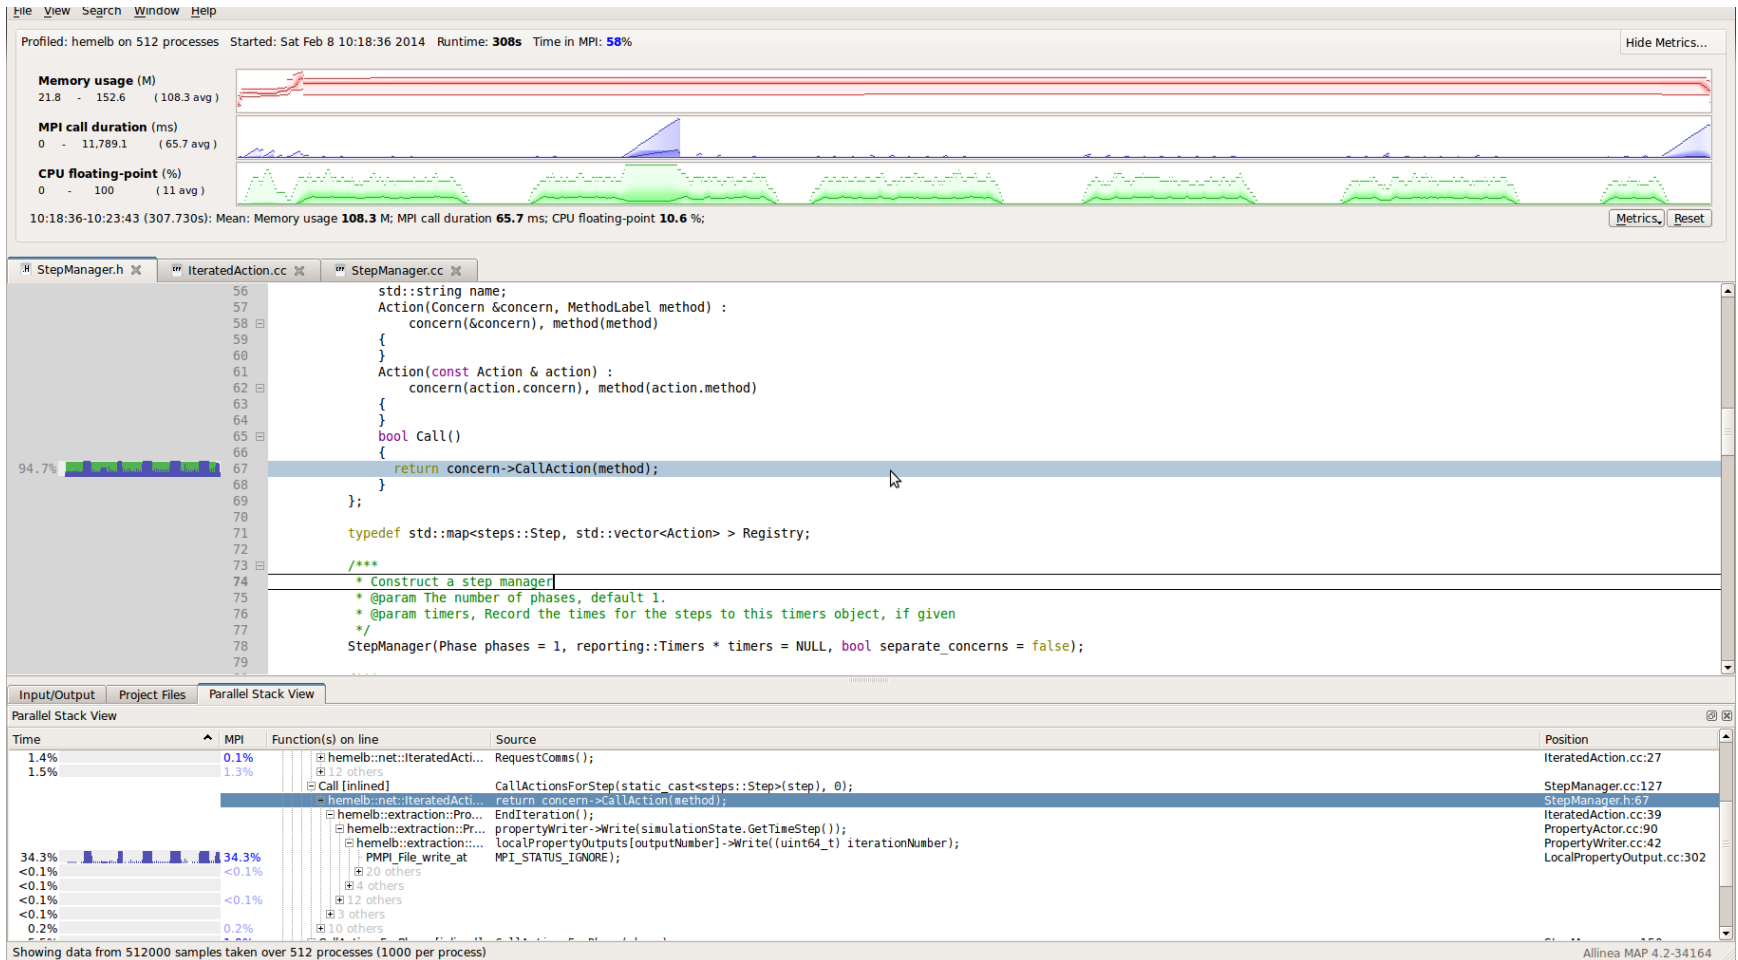 File View Search Window Help
Profiled: hemelb on 512 processes Started: Sat Feb 8 10:18:36 2014 Runtime: 308s Time in MPI: 58%
Hide Metrics...
Memory usage (M)
21.8 - 152.6 ( 108.3 avg )
MPI call duration (ms)
0 - 11,789.1 ( 65.7 avg )
CPU floating-point (%)
0 - 100 ( 11 avg )
10:18:36-10:23:43 (307.730s): Mean: Memory usage 108.3 M; MPI call duration 65.7 ms; CPU floating-point 10.6 %;
Metrics Reset
StepManager.h IteratedAction.cc StepManager.cc
56 std::string name;
57 Action(Concern &concern, MethodLabel method) :
58 concern(&concern), method(method)
59 {
60 }
61 Action(const Action & action) :
62 concern(action.concern), method(action.method)
63 {
64 }
65 bool Call()
66 {
94.7% 67 return concern->CallAction(method);
68 }
69 };
70
71 typedef std::map<steps::Step, std::vector<Action> > Registry;
72
73 /***
74 * Construct a step manager
75 * @param The number of phases, default 1.
76 * @param timers, Record the times for the steps to this timers object, if given
77 */
78 StepManager(Phase phases = 1, reporting::Timers * timers = NULL, bool separate_concerns = false);
79
Input/Output Project Files Parallel Stack View
Parallel Stack View
Time MPI Function(s) on line Source Position
1.4% 0.1% hemelb::net::IteratedActi... RequestComms(); IteratedAction.cc:27
1.5% 1.3% 12 others
Call [inlined] CallActionsForStep(static_cast<steps::Step>(step), 0); StepManager.cc:127
hemelb::net::IteratedActi... return concern->CallAction(method); StepManager.h:67
hemelb::extraction::Pro... EndIteration(); IteratedAction.cc:39
hemelb::extraction::Pr... propertyWriter->Write(simulationState.GetTimeStep()); PropertyActor.cc:90
hemelb::extraction::... localPropertyOutputs[outputNumber]->Write((uint64_t) iterationNumber); PropertyWriter.cc:42
34.3% 34.3% PMPI_File_write_at MPI_STATUS_IGNORE); LocalPropertyOutput.cc:302
<0.1% <0.1% 20 others
<0.1% 4 others
<0.1% <0.1% 12 others
<0.1% 3 others
0.2% 0.2% 10 others
Showing data from 512000 samples taken over 512 processes (1000 per process)
Allinea MAP 4.2-34164